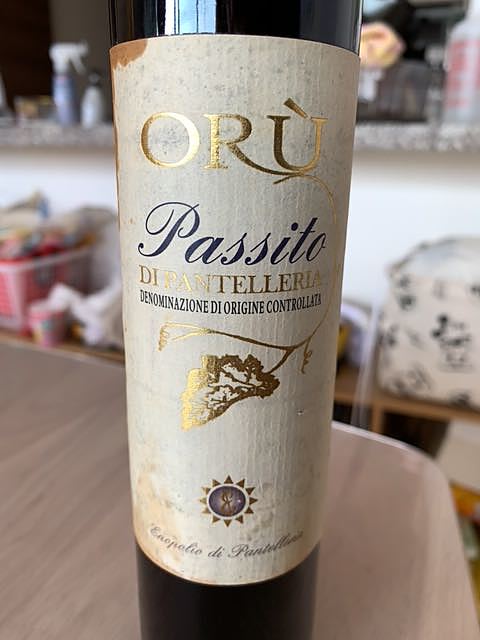 ORÙ
Passito
DI PANTELLERIA
DENOMINAZIONE DI ORIGINE CONTROLLATA
Enopolio di Pantelleria